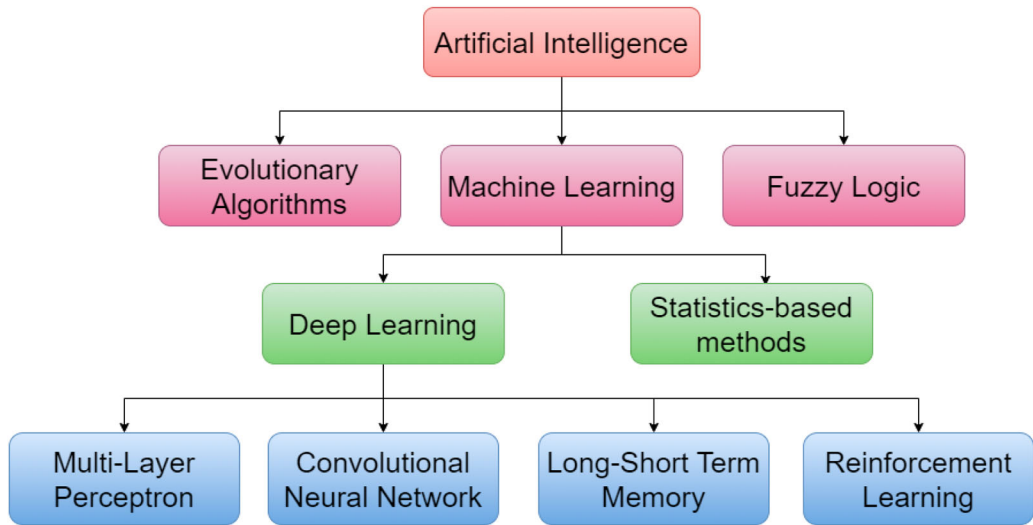 Artificial Intelligence
Evolutionary
Algorithms
Machine Learning
Fuzzy Logic
Deep Learning
Statistics-based
methods
Multi-Layer
Perceptron
Convolutional
Neural Network
Long-Short Term
Memory
Reinforcement
Learning